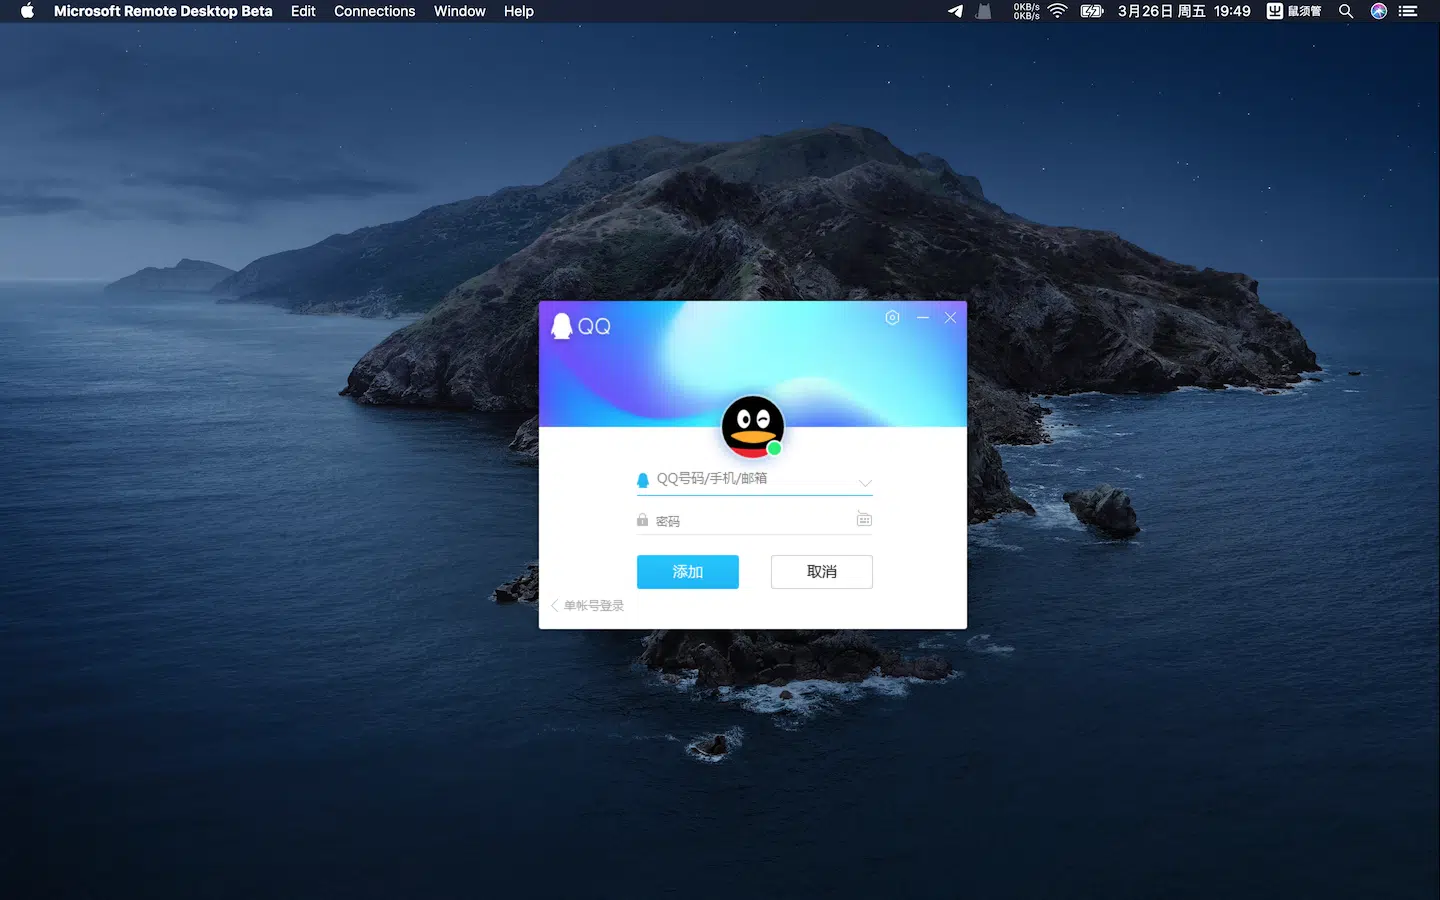 Microsoft Remote Desktop Beta Edit Connections Window Help 0KB/s 0KB/s 3月26日 周五 19:49 鼠须管
QQ
QQ号码/手机/邮箱
密码
添加 取消
单帐号登录